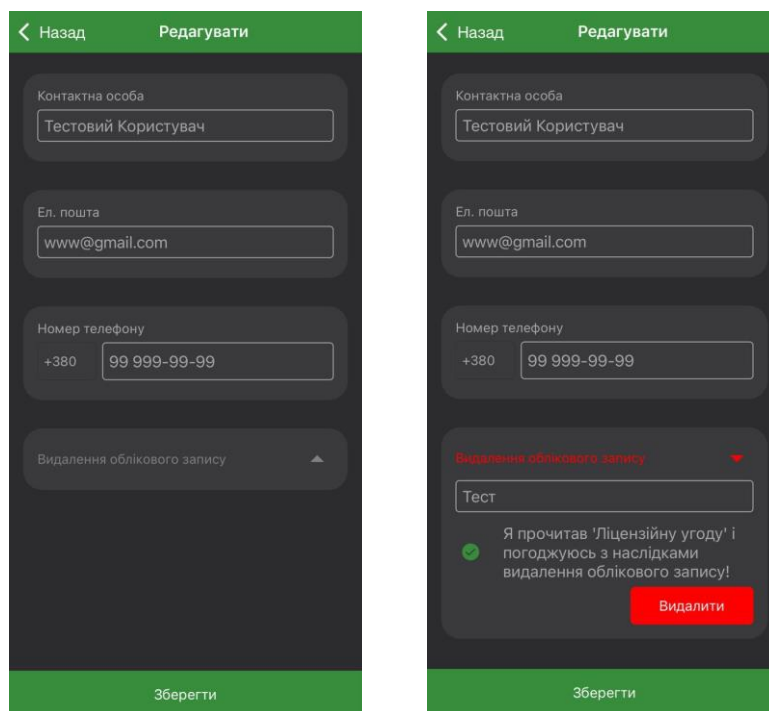 Назад
Редагувати
Контактна особа
Тестовий Користувач
Ел. пошта
www@gmail.com
Номер телефону
+380
99 999-99-99
Видалення облікового запису
Зберегти
Назад
Редагувати
Контактна особа
Тестовий Користувач
Ел. пошта
www@gmail.com
Номер телефону
+380
99 999-99-99
Видалення облікового запису
Тест
Я прочитав 'Ліцензійну угоду' і
погоджуюсь з наслідками
видалення облікового запису!
Видалити
Зберегти